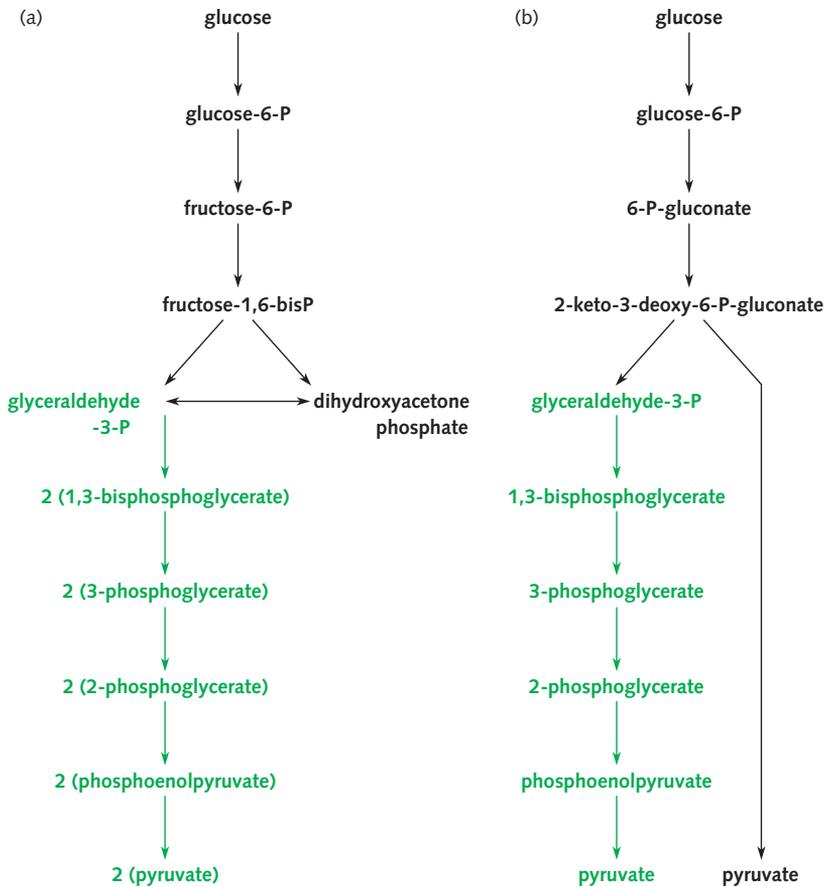 (a)
glucose
glucose-6-P
fructose-6-P
fructose-1,6-bisP
glyceraldehyde
-3-P
dihydroxyacetone
phosphate
2 (1,3-bisphosphoglycerate)
2 (3-phosphoglycerate)
2 (2-phosphoglycerate)
2 (phosphoenolpyruvate)
2 (pyruvate)
(b)
glucose
glucose-6-P
6-P-gluconate
2-keto-3-deoxy-6-P-gluconate
glyceraldehyde-3-P
1,3-bisphosphoglycerate
3-phosphoglycerate
2-phosphoglycerate
phosphoenolpyruvate
pyruvate
pyruvate